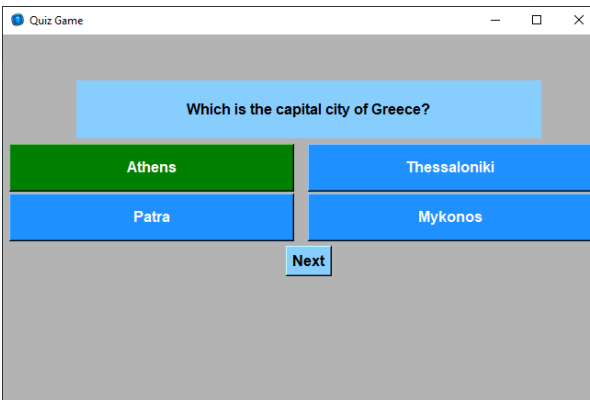 Quiz Game
Which is the capital city of Greece?
Athens
Thessaloniki
Patra
Mykonos
Next